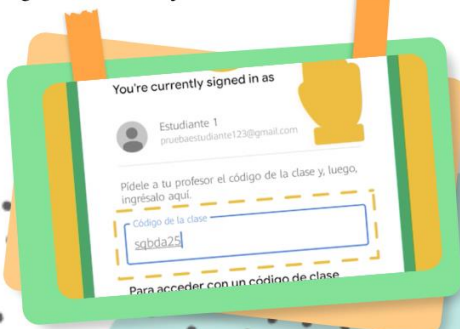 You're currently signed in as
Estudiante 1
pruebaestudiante123@gmail.com
Pídele a tu profesor el código de la clase y, luego,
ingrésalo aquí.
Código de la clase
sqbda25
Para acceder con un código de clase